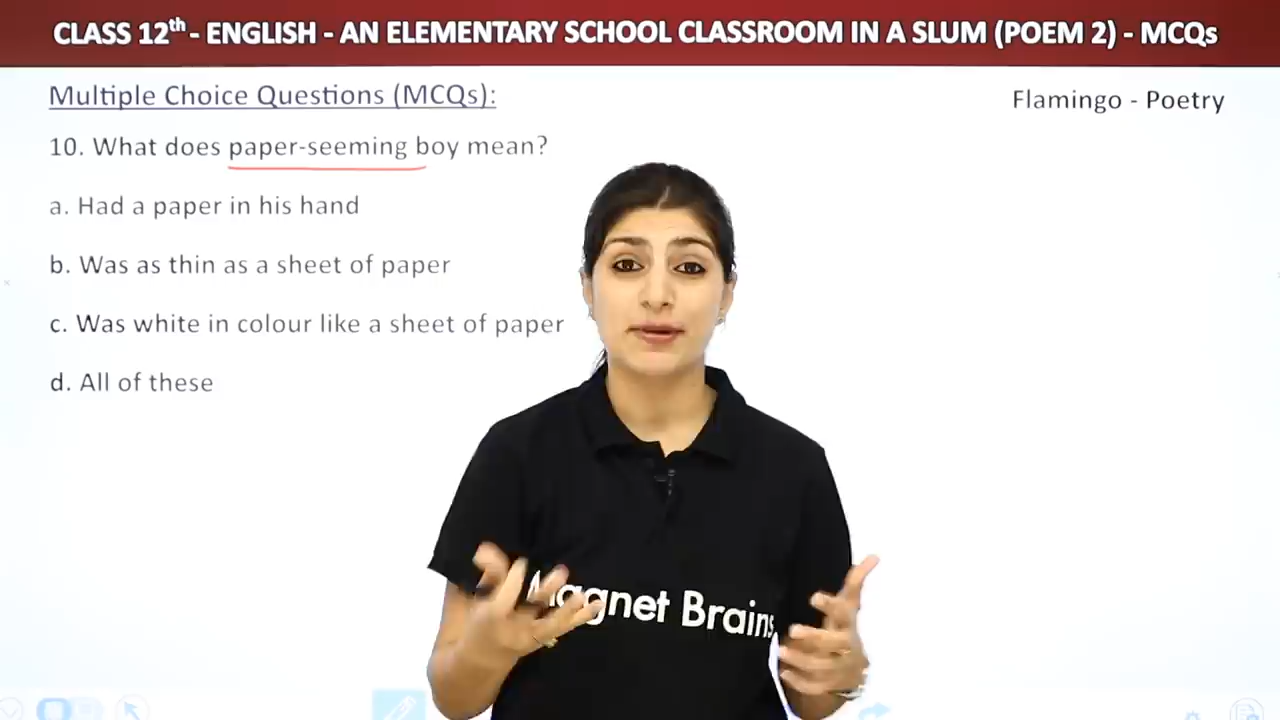 CLASS 12th - ENGLISH - AN ELEMENTARY SCHOOL CLASSROOM IN A SLUM (POEM 2) - MCQs
Multiple Choice Questions (MCQs):
Flamingo - Poetry
10. What does paper-seeming boy mean?
a. Had a paper in his hand
b. Was as thin as a sheet of paper
c. Was white in colour like a sheet of paper
d. All of these
Magnet Brains